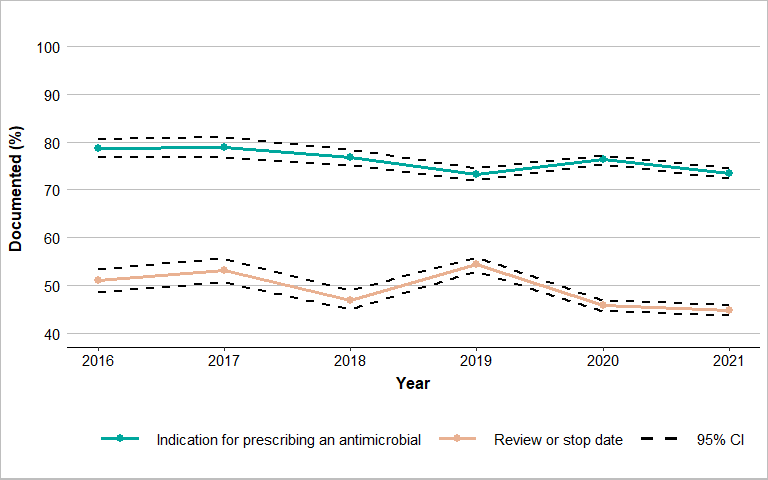 100
90
80
70
60
50
40
Documented (%)
2016 2017 2018 2019 2020 2021
Year
Indication for prescribing an antimicrobial Review or stop date 95% CI